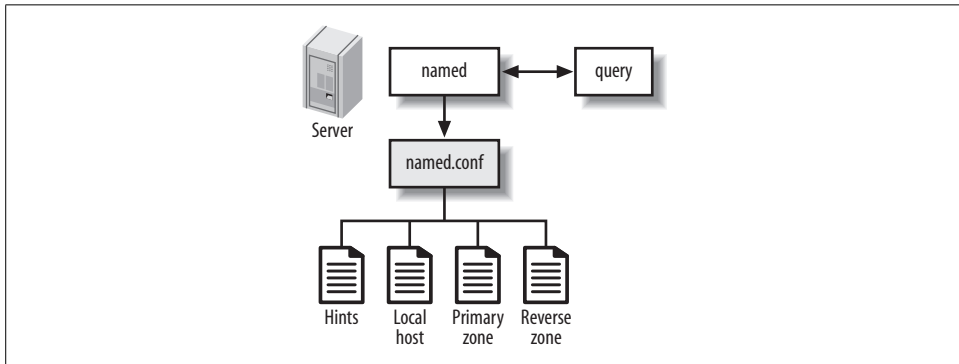 named
query
Server
named.conf
Hints
Local
host
Primary
zone
Reverse
zone